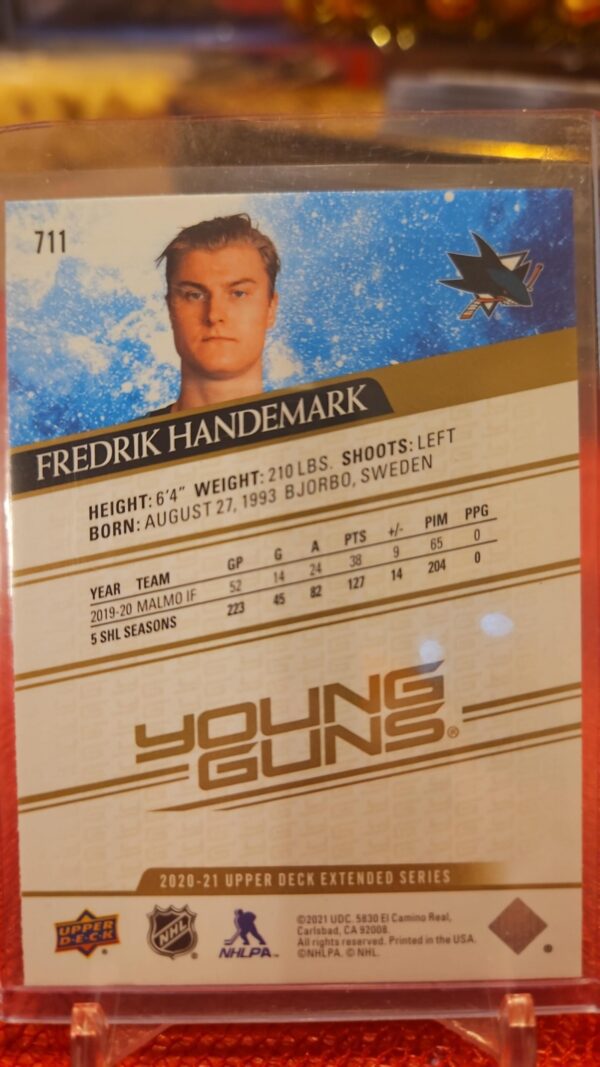 711
FREDRIK HANDEMARK
HEIGHT: 6'4" WEIGHT: 210 LBS. SHOOTS: LEFT
BORN: AUGUST 27, 1993 BJORBO, SWEDEN
YEAR TEAM GP G A PTS +/- PIM PPG
2019-20 MALMO IF 52 14 24 38 9 65 0
5 SHL SEASONS 223 45 82 127 14 204 0
YOUNG
GUNS®
2020-21 UPPER DECK EXTENDED SERIES
UPPER
D·E·C·K
NHL
NHLPA
©2021 UDC. 5830 El Camino Real,
Carlsbad, CA 92008.
All rights reserved. Printed in the USA.
©NHLPA. © NHL.